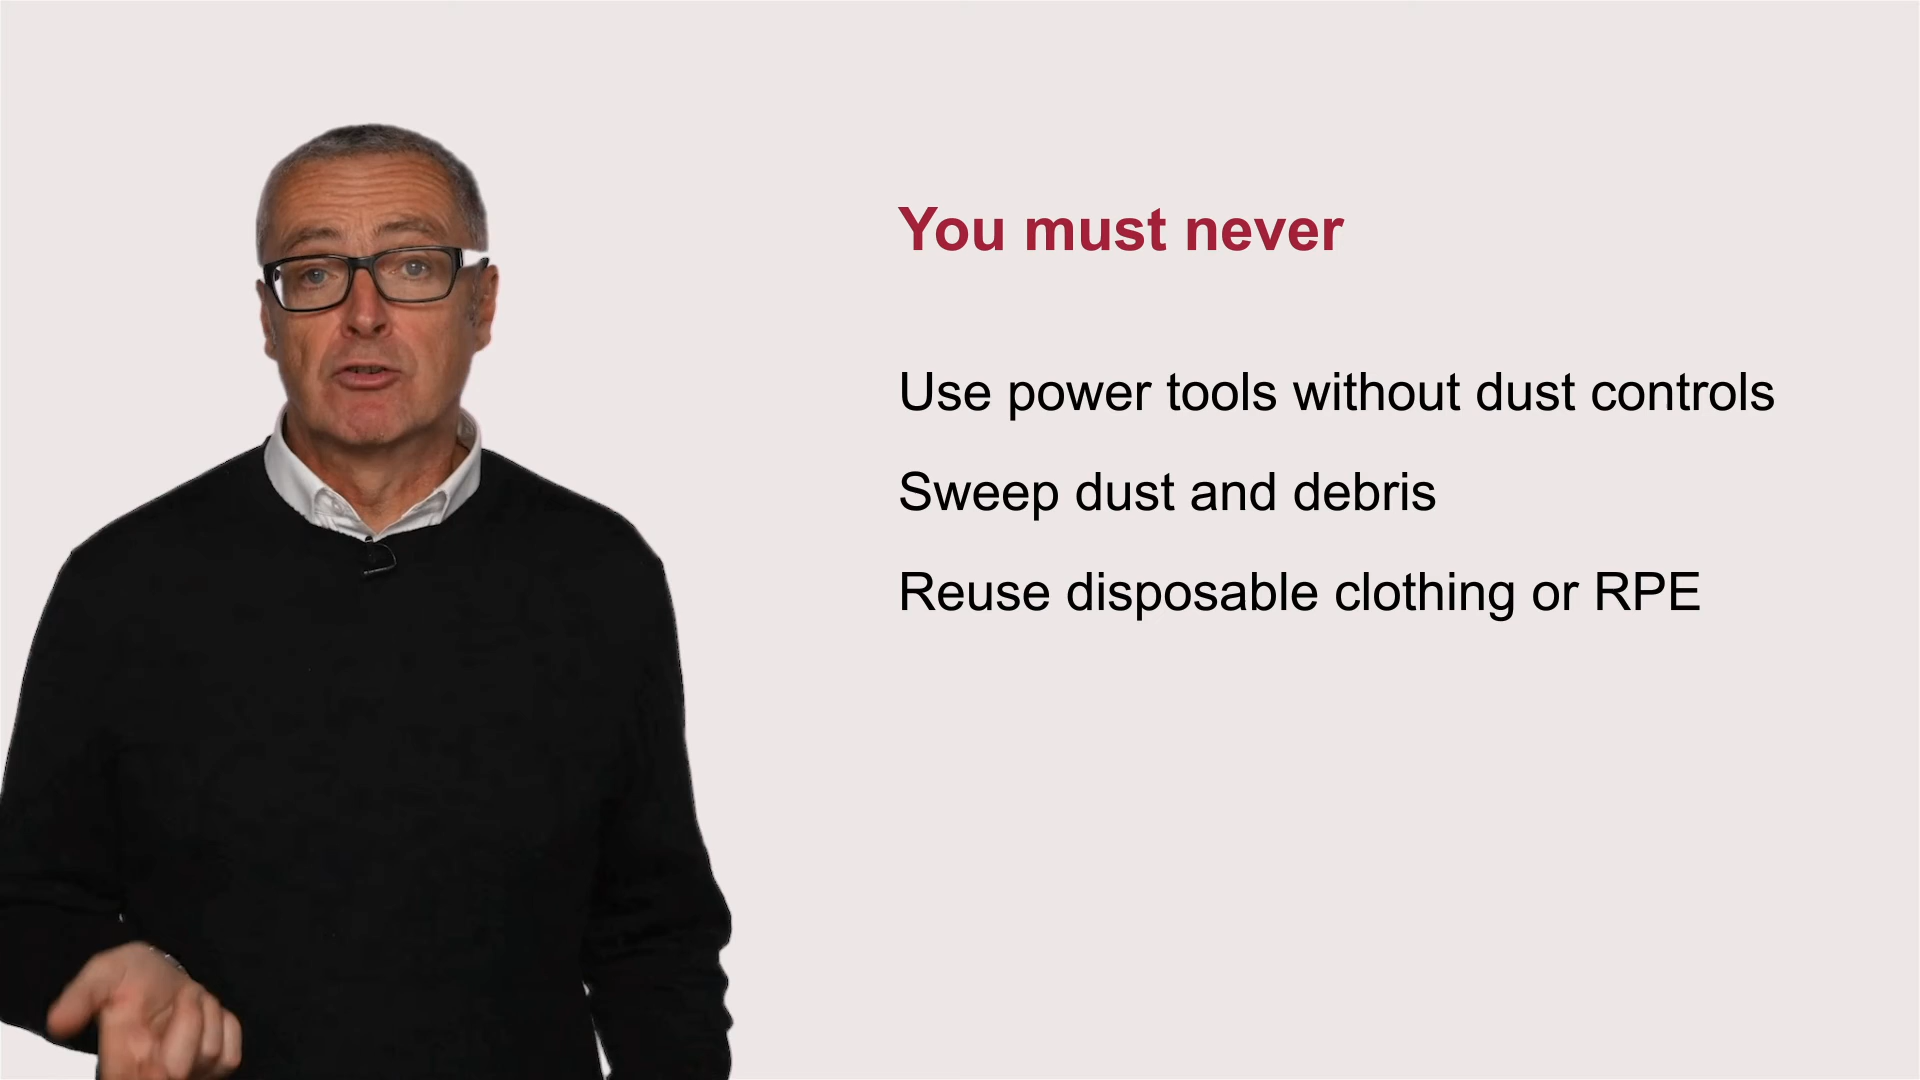 You must never
Use power tools without dust controls
Sweep dust and debris
Reuse disposable clothing or RPE